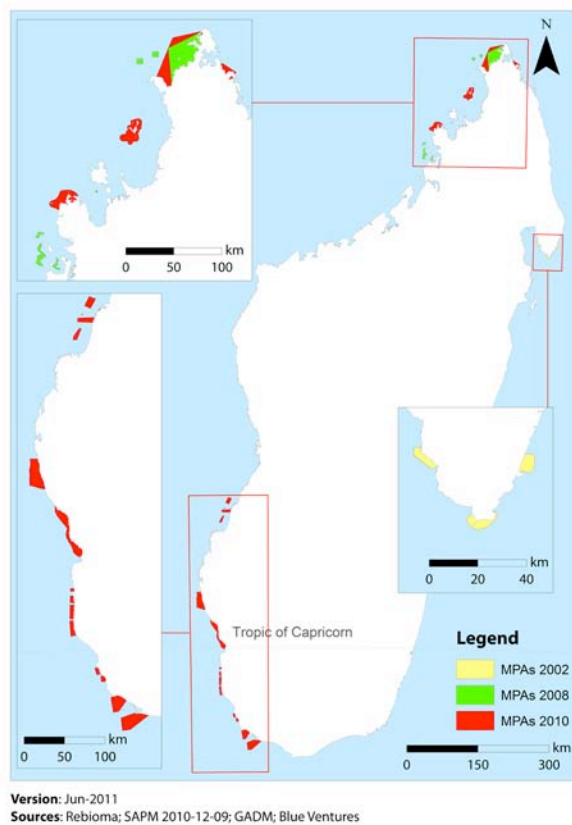 N
km
0 50 100
km
0 20 40
Tropic of Capricorn
Legend
MPAs 2002
MPAs 2008
MPAs 2010
km
0 50 100
km
0 150 300
Version: Jun-2011
Sources: Rebioma; SAPM 2010-12-09; GADM; Blue Ventures